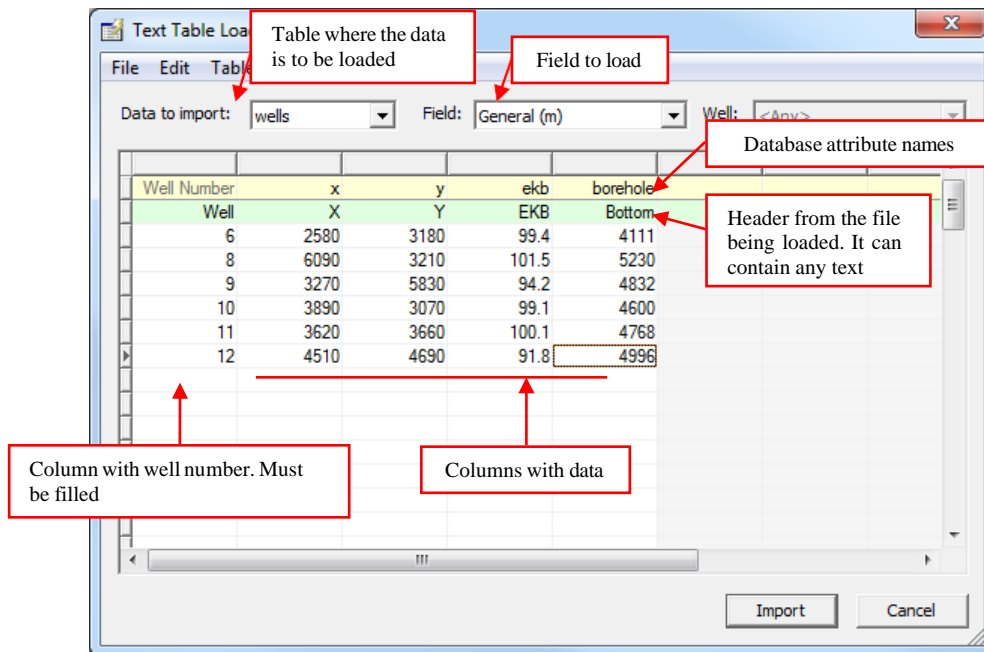 Text Table Loa
Table where the data
is to be loaded
Field to load
File Edit Tabl
Data to import: wells Field: General (m) Well: <Any>
Database attribute names
Well Number x y ekb borehole
Well X Y EKB Bottom
Header from the file
being loaded. It can
contain any text
6 2580 3180 99.4 4111
8 6090 3210 101.5 5230
9 3270 5830 94.2 4832
10 3890 3070 99.1 4600
11 3620 3660 100.1 4768
12 4510 4690 91.8 4996
Column with well number. Must
be filled
Columns with data
Import Cancel